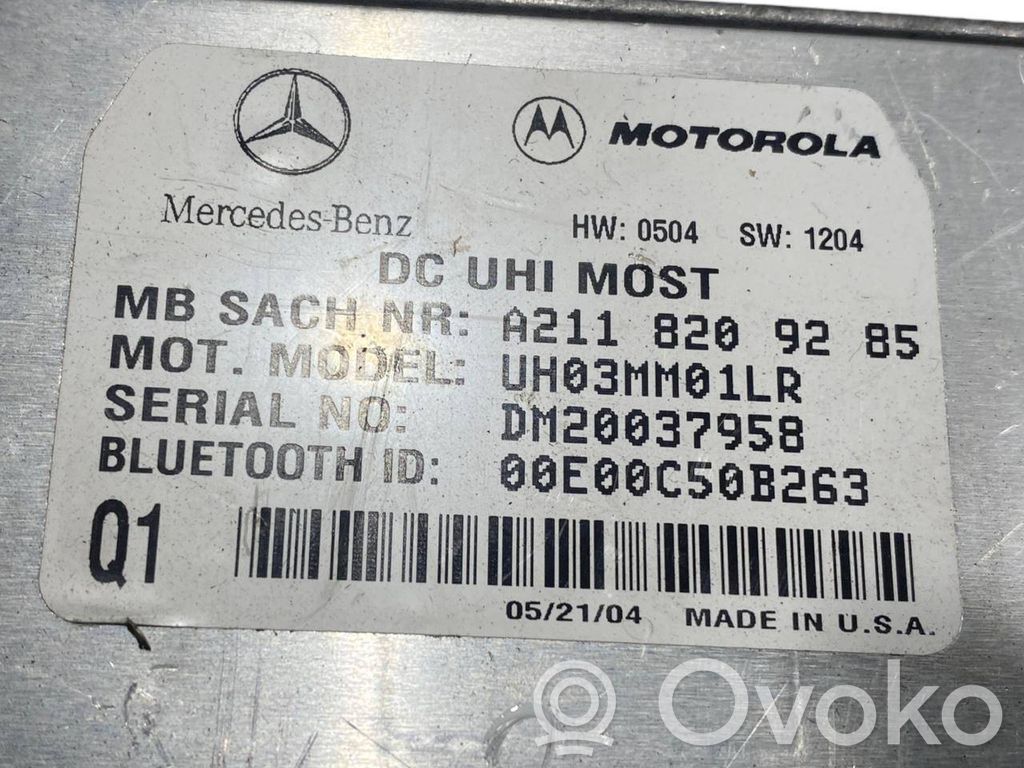 MOTOROLA
Mercedes-Benz
HW: 0504 SW: 1204
DC UHI MOST
MB SACH NR: A211 820 92 85
MOT. MODEL: UH03MM01LR
SERIAL NO: DM20037958
BLUETOOTH ID: 00E00C50B263
Q1
05/21/04 MADE IN U.S.A.
Ovoko